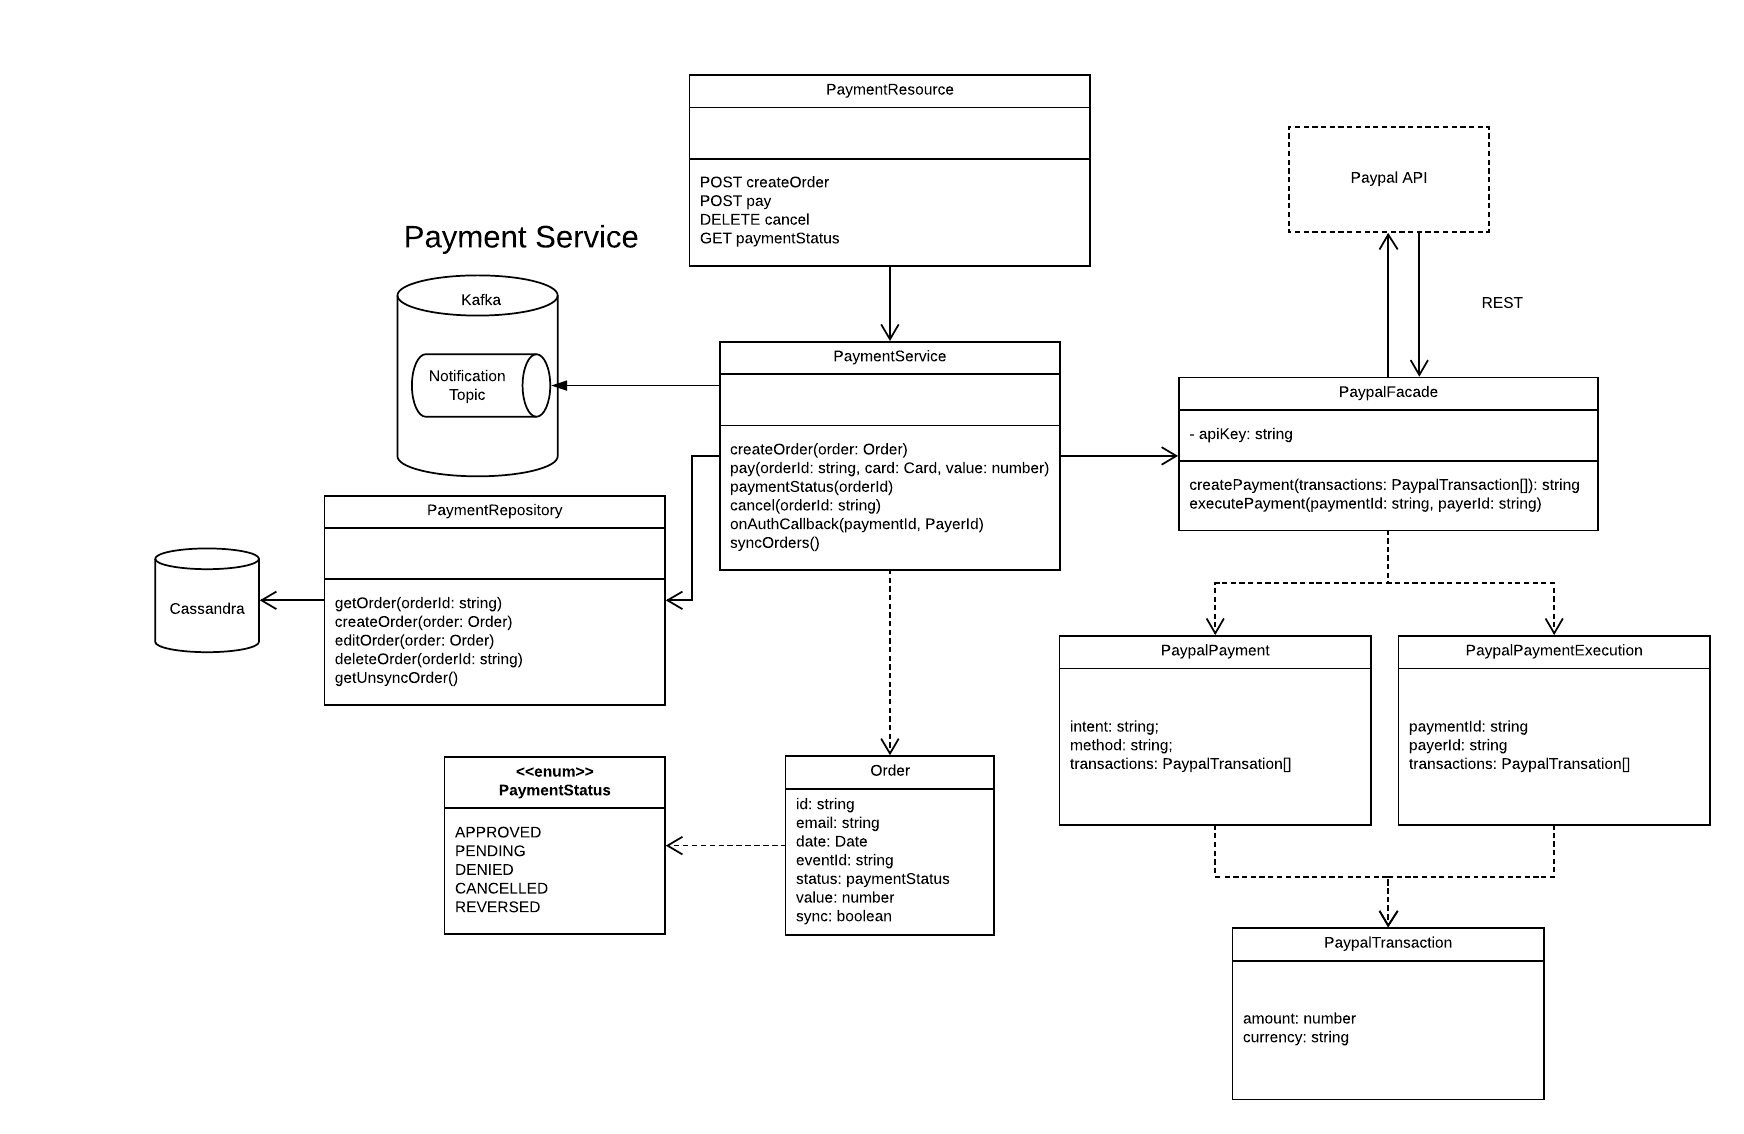 PaymentResource
POST createOrder
POST pay
DELETE cancel
GET paymentStatus
Paypal API
Payment Service
Kafka
Notification
Topic
REST
PaymentService
createOrder(order: Order)
pay(orderId: string, card: Card, value: number)
paymentStatus(orderId)
cancel(orderId: string)
onAuthCallback(paymentId, PayerId)
syncOrders()
PaypalFacade
- apiKey: string
createPayment(transactions: PaypalTransaction[]): string
executePayment(paymentId: string, payerId: string)
PaymentRepository
getOrder(orderId: string)
createOrder(order: Order)
editOrder(order: Order)
deleteOrder(orderId: string)
getUnsyncOrder()
Cassandra
PaypalPayment
intent: string;
method: string;
transactions: PaypalTransation[]
PaypalPaymentExecution
paymentId: string
payerId: string
transactions: PaypalTransation[]
<<enum>>
PaymentStatus
APPROVED
PENDING
DENIED
CANCELLED
REVERSED
Order
id: string
email: string
date: Date
eventId: string
status: paymentStatus
value: number
sync: boolean
PaypalTransaction
amount: number
currency: string